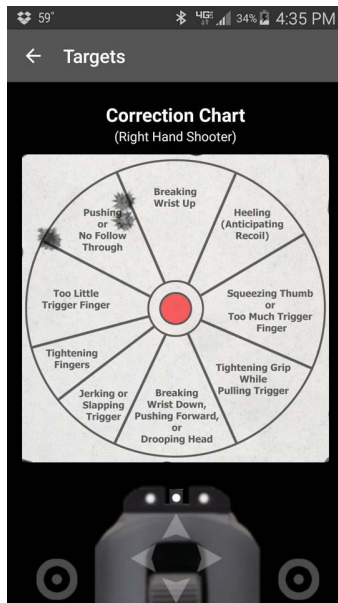 59°
4G
34%
4:35 PM
Targets
Correction Chart
(Right Hand Shooter)
Breaking
Wrist Up
Pushing
or
No Follow
Through
Heeling
(Anticipating
Recoil)
Too Little
Trigger Finger
Squeezing Thumb
or
Too Much Trigger
Finger
Tightening
Fingers
Tightening Grip
While
Pulling Trigger
Jerking or
Slapping
Trigger
Breaking
Wrist Down,
Pushing Forward,
or
Drooping Head